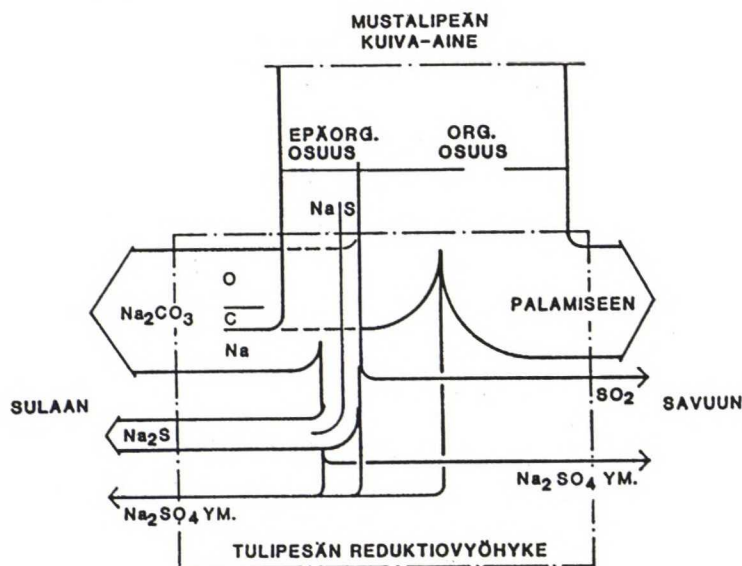 MUSTALIPEÄN
KUIVA-AINE
EPÄORG.
OSUUS
ORG.
OSUUS
Na S
O
Na₂CO₃
C
Na
PALAMISEEN
SO₂
SULAAN
SAVUUN
Na₂S
Na₂SO₄ YM.
Na₂SO₄ YM.
TULIPESÄN REDUKTIOVYÖHYKE